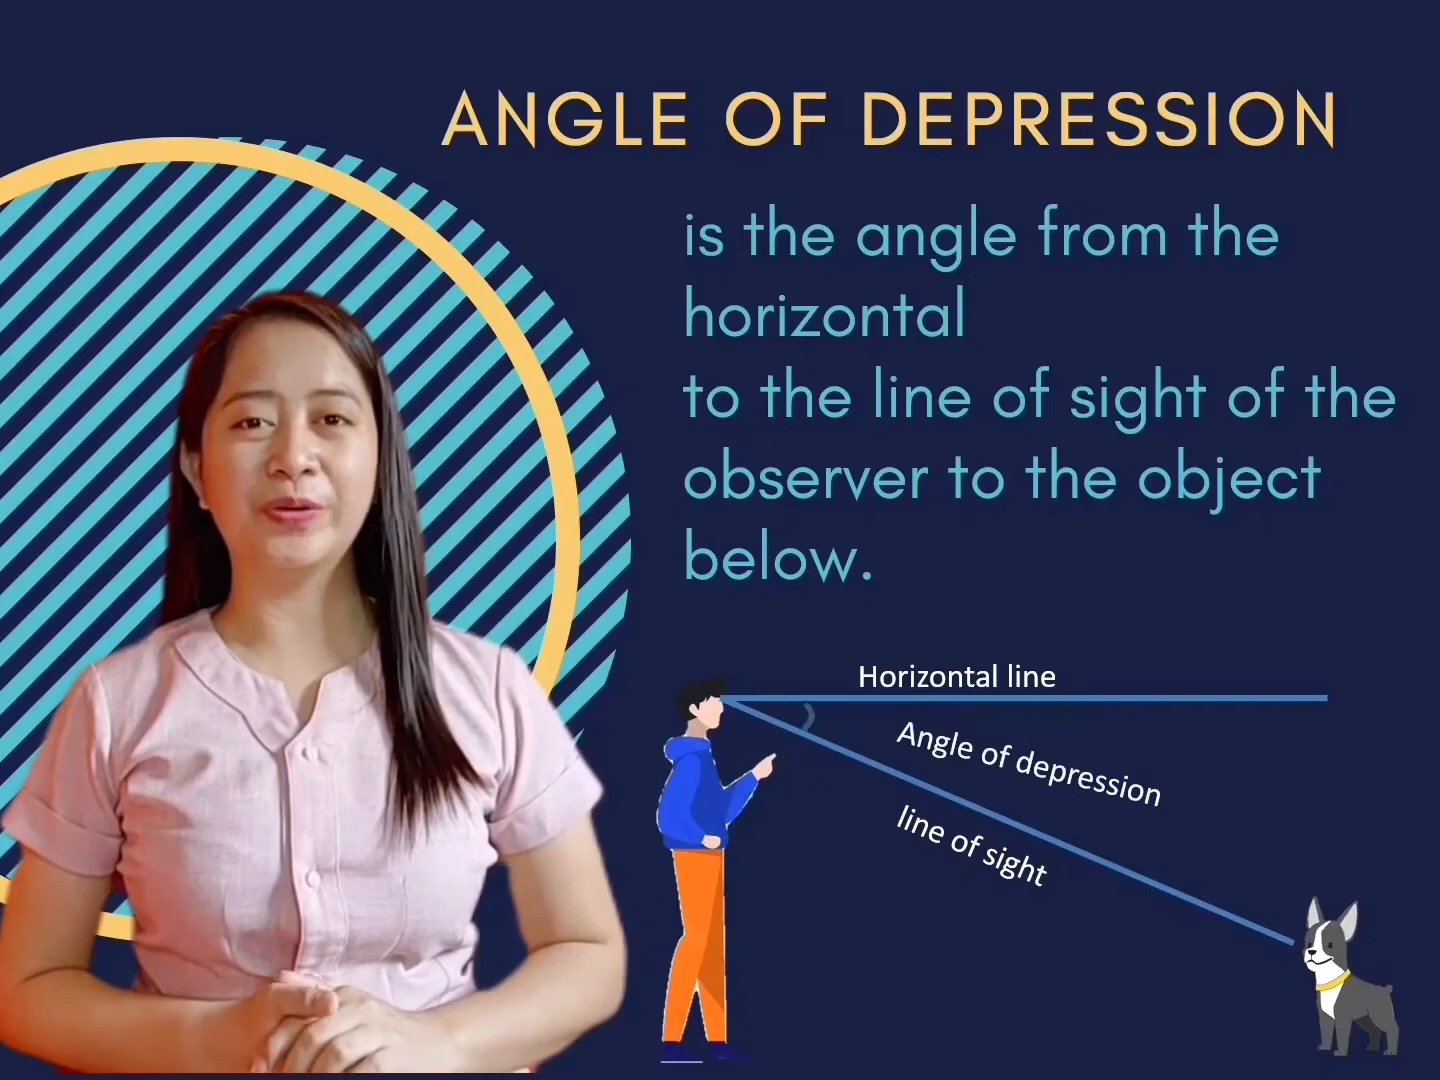 ANGLE OF DEPRESSION
is the angle from the
horizontal
to the line of sight of the
observer to the object
below.
Horizontal line
Angle of depression
line of sight